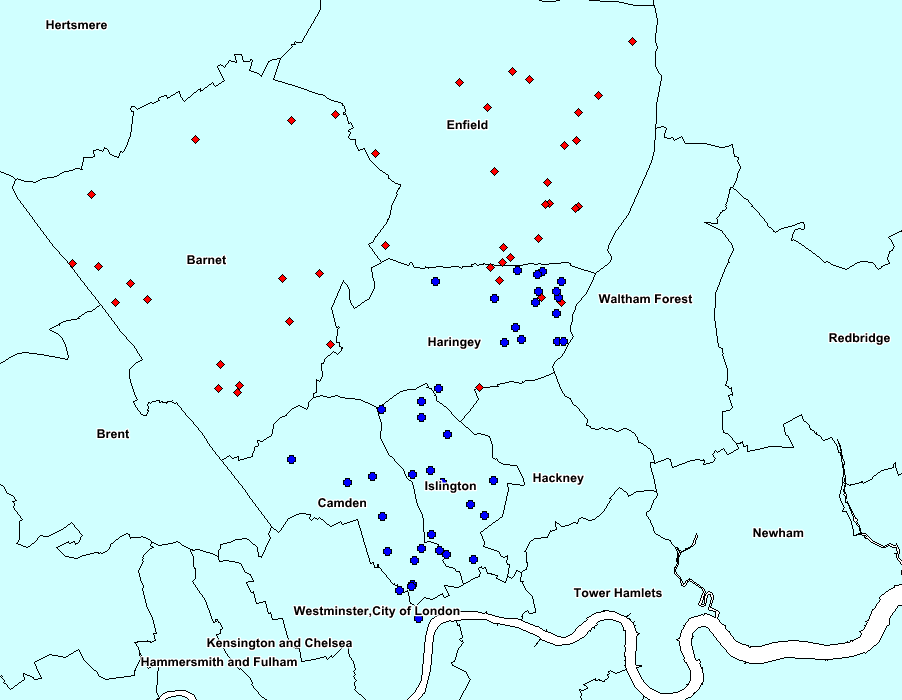 Hertsmere
Enfield
Barnet
Waltham Forest
Haringey
Redbridge
Brent
Hackney
Islington
Camden
Newham
Tower Hamlets
Westminster,City of London
Kensington and Chelsea
Hammersmith and Fulham